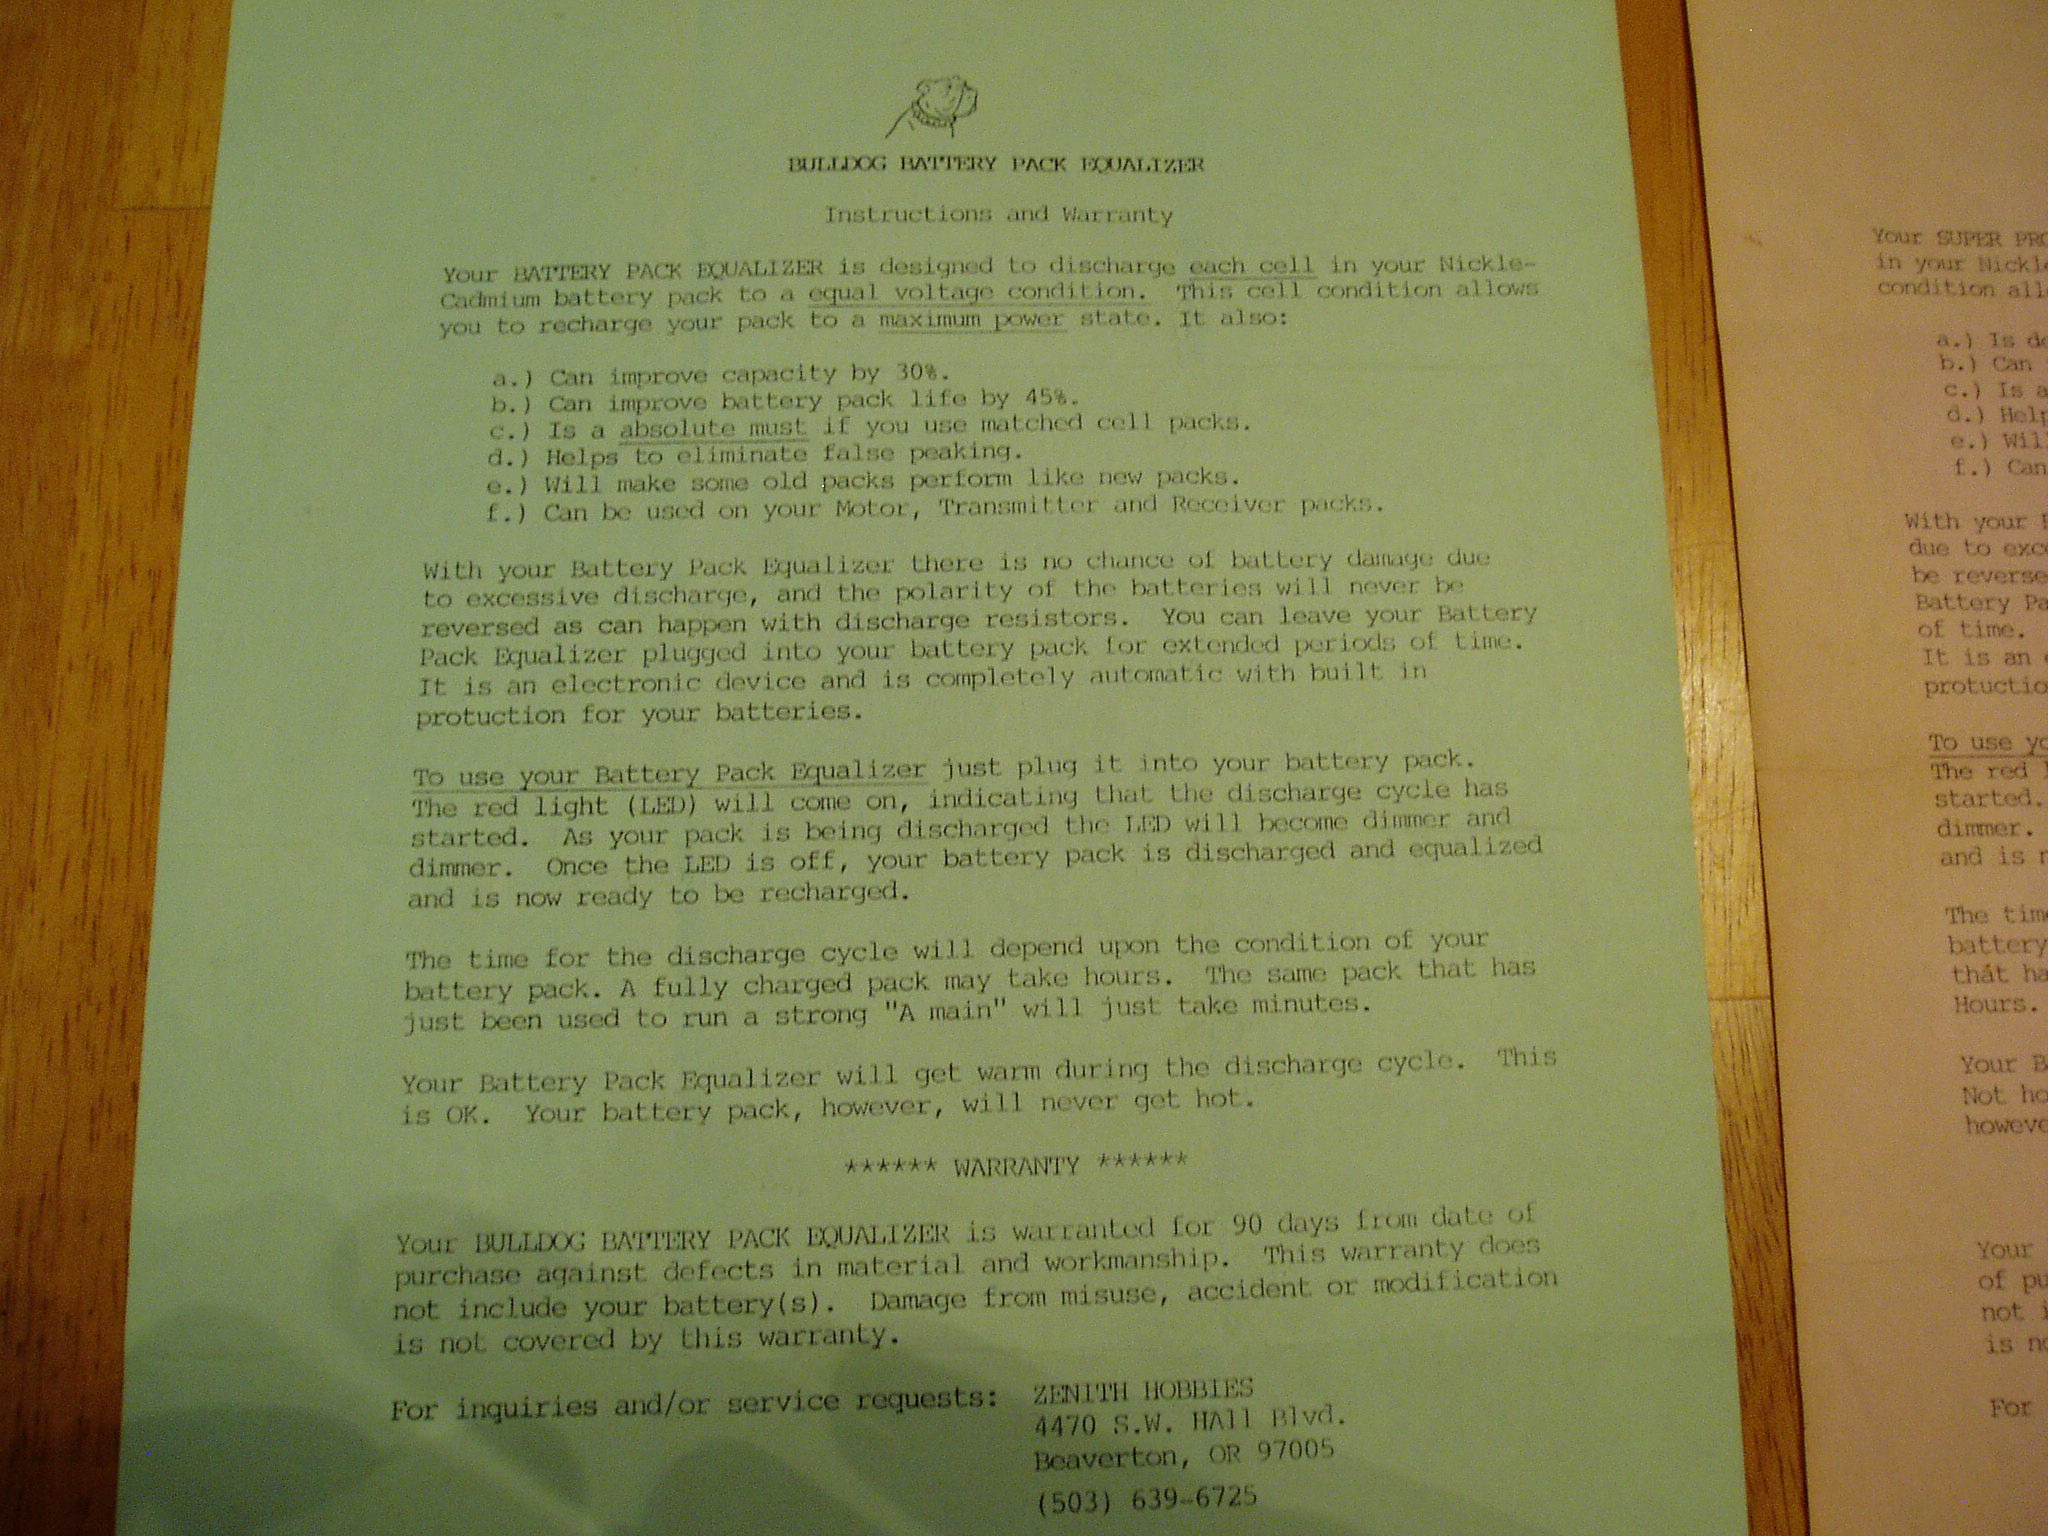 BULLDOG BATTERY PACK EQUALIZER
Instructions and Warranty
Your BATTERY PACK EQUALIZER is designed to discharge each cell in your Nickle-
Cadmium battery pack to a equal voltage condition. This cell condition allows
you to recharge your pack to a maximum power state. It also:
a.) Can improve capacity by 30%.
b.) Can improve battery pack life by 45%.
c.) Is a absolute must if you use matched cell packs.
d.) Helps to eliminate false peaking.
e.) Will make some old packs perform like new packs.
f.) Can be used on your Motor, Transmitter and Receiver packs.
With your Battery Pack Equalizer there is no chance of battery damage due
to excessive discharge, and the polarity of the batteries will never be
reversed as can happen with discharge resistors. You can leave your Battery
Pack Equalizer plugged into your battery pack for extended periods of time.
It is an electronic device and is completely automatic with built in
protuction for your batteries.
To use your Battery Pack Equalizer just plug it into your battery pack.
The red light (LED) will come on, indicating that the discharge cycle has
started. As your pack is being discharged the LED will become dimmer and
dimmer. Once the LED is off, your battery pack is discharged and equalized
and is now ready to be recharged.
The time for the discharge cycle will depend upon the condition of your
battery pack. A fully charged pack may take hours. The same pack that has
just been used to run a strong "A main" will just take minutes.
Your Battery Pack Equalizer will get warm during the discharge cycle. This
is OK. Your battery pack, however, will never get hot.
****** WARRANTY ******
Your BULLDOG BATTERY PACK EQUALIZER is warranted for 90 days from date of
purchase against defects in material and workmanship. This warranty does
not include your battery(s). Damage from misuse, accident or modification
is not covered by this warranty.
For inquiries and/or service requests: ZENITH HOBBIES
4470 S.W. HAll Blvd.
Beaverton, OR 97005
(503) 639-6725
Your SUPER
in your
condition
a.) Is
b.) Can
c.) Is
d.)
e.)
f.) Can
With your
due to
be
Battery
of time.
It is an
To use
The red
started.
dimmer.
and is
The
battery
that
Hours.
Your
Not
Your
of
not
is
For